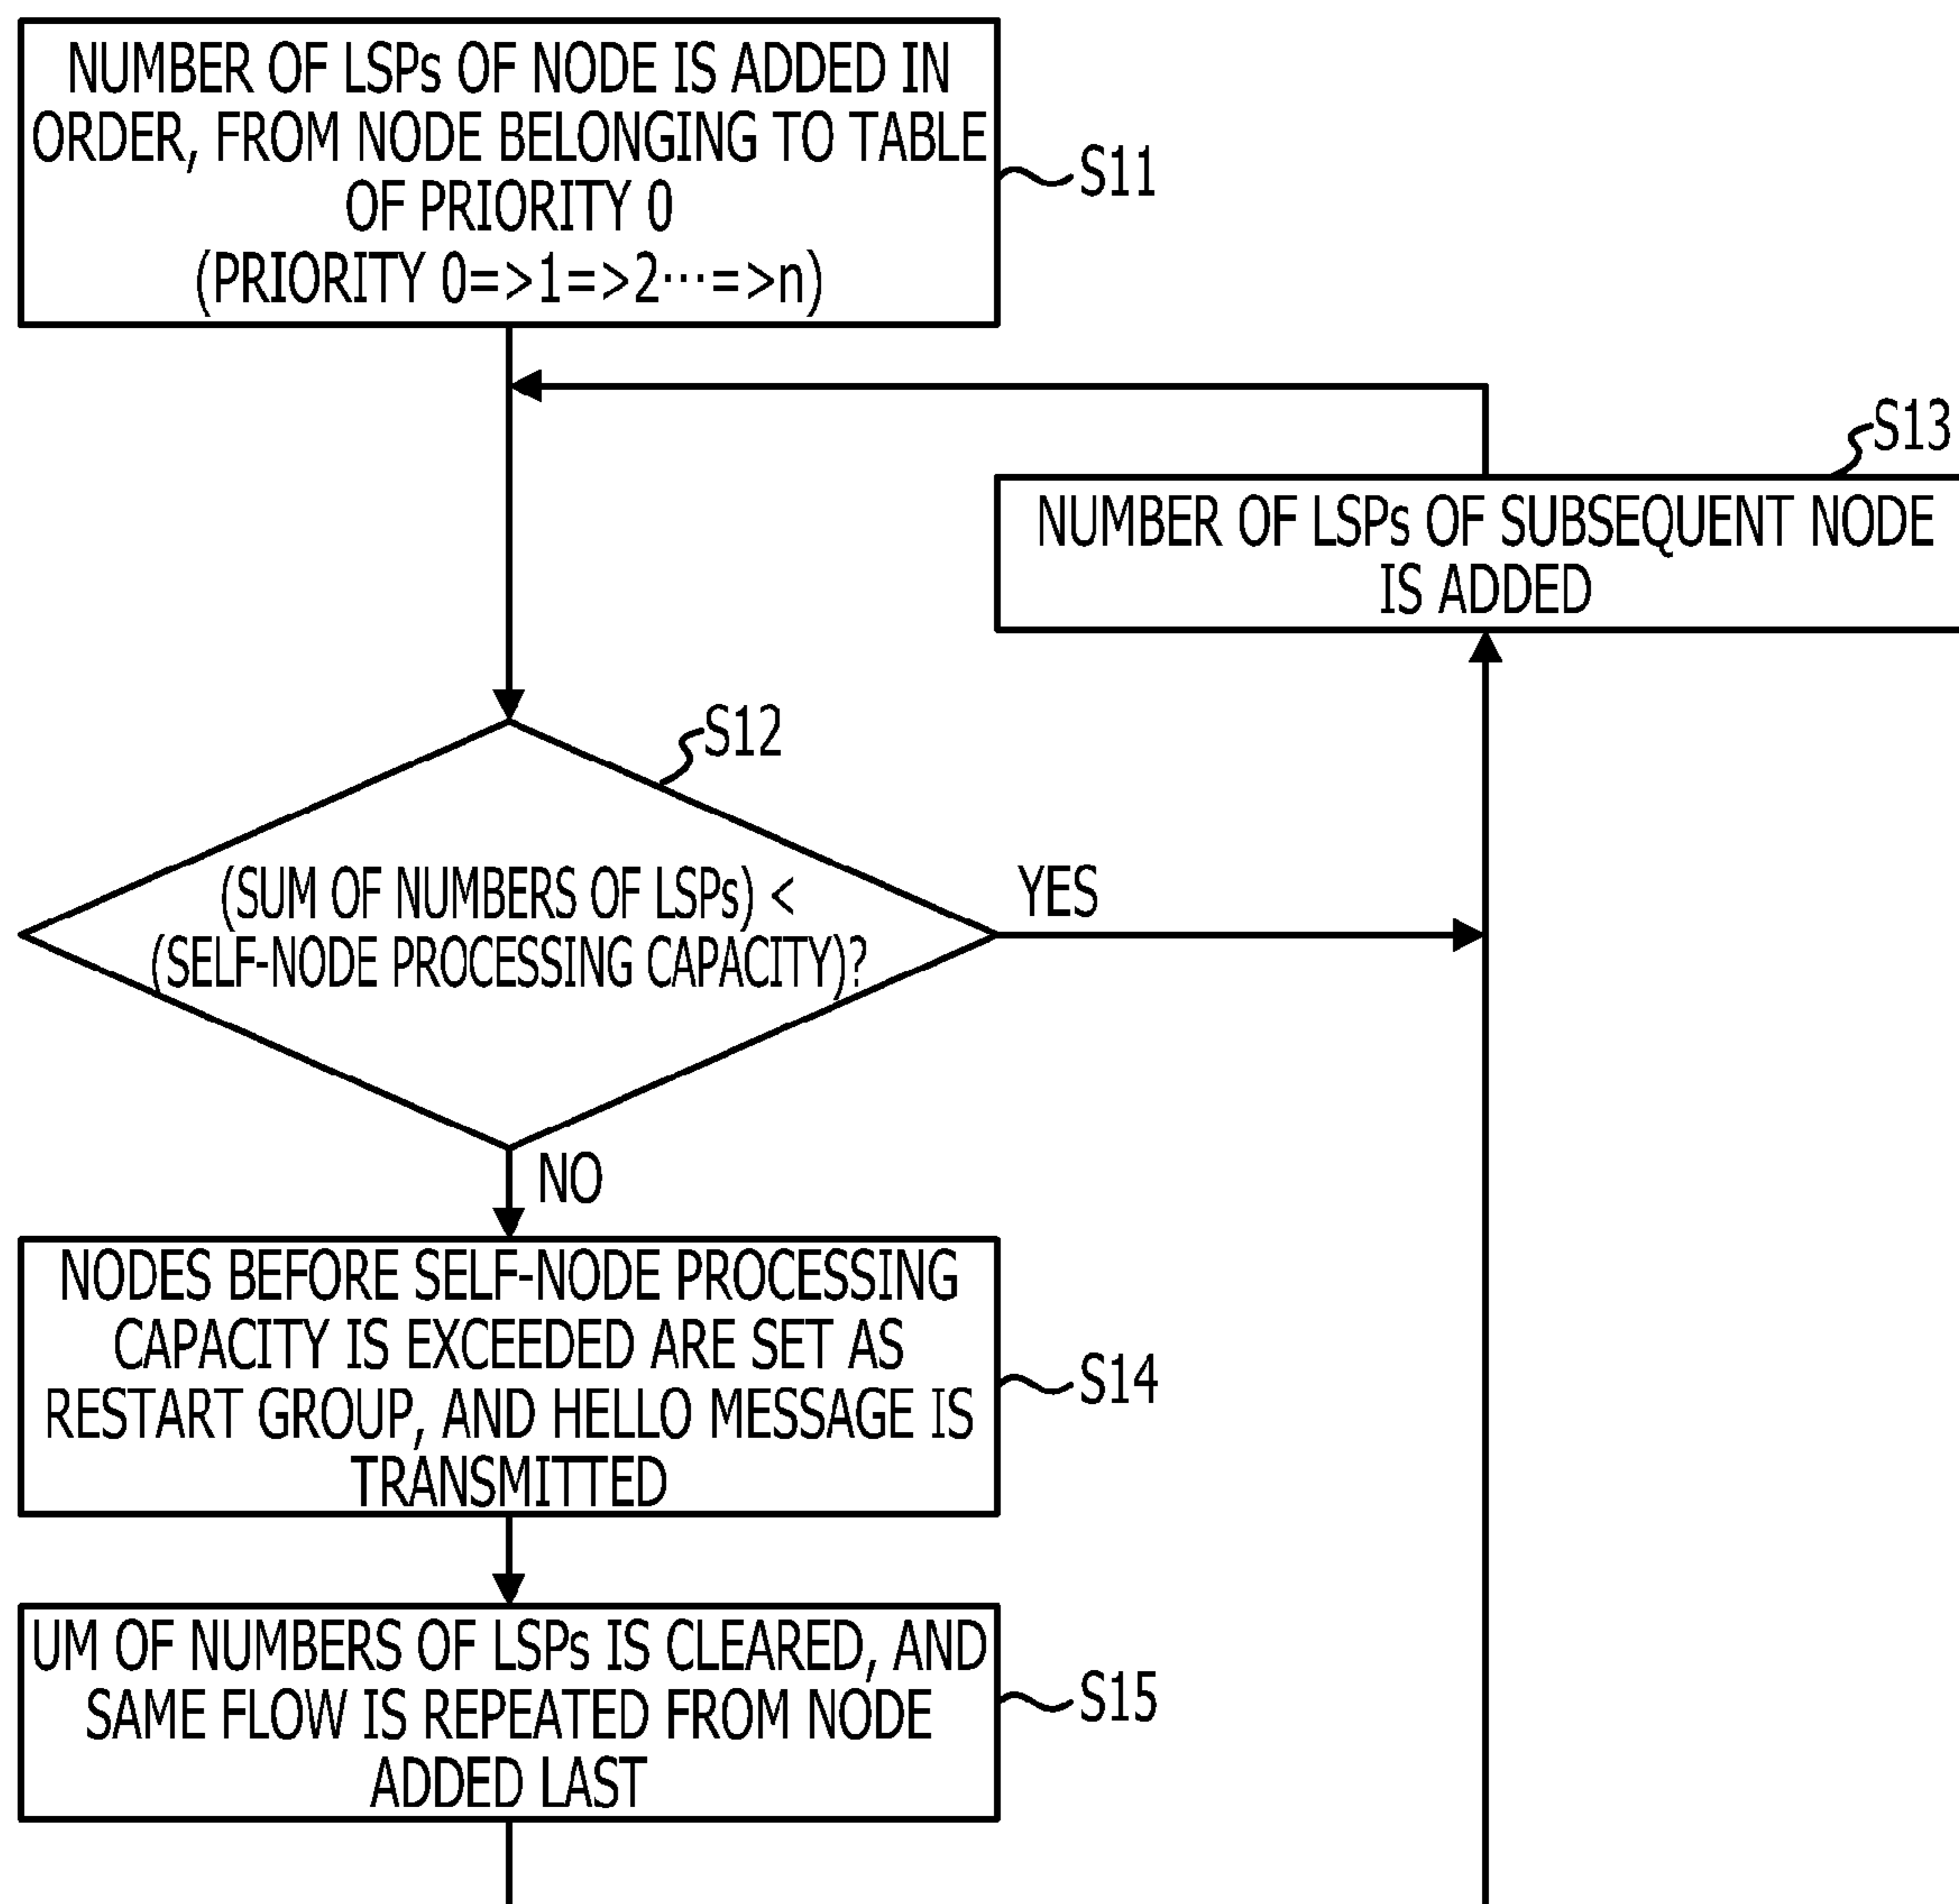 NUMBER OF LSPs OF NODE IS ADDED IN
ORDER, FROM NODE BELONGING TO TABLE
OF PRIORITY 0
(PRIORITY 0=>1=>2···=>n)
S11
S13
NUMBER OF LSPs OF SUBSEQUENT NODE
IS ADDED
S12
(SUM OF NUMBERS OF LSPs) <
(SELF-NODE PROCESSING CAPACITY)?
YES
NO
NODES BEFORE SELF-NODE PROCESSING
CAPACITY IS EXCEEDED ARE SET AS
RESTART GROUP, AND HELLO MESSAGE IS
TRANSMITTED
S14
UM OF NUMBERS OF LSPs IS CLEARED, AND
SAME FLOW IS REPEATED FROM NODE
ADDED LAST
S15